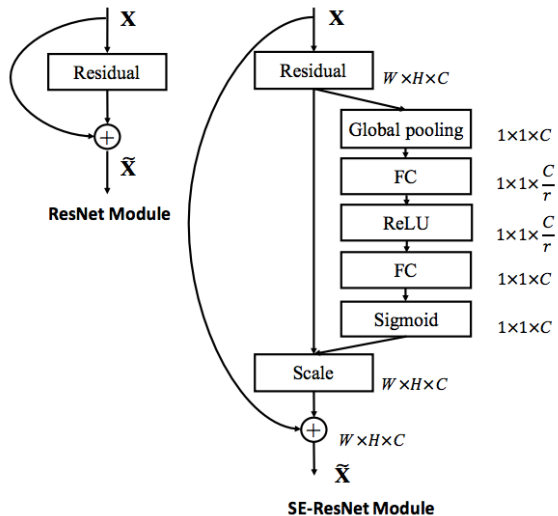 X
Residual
+
X̃
ResNet Module
X
Residual
W×H×C
Global pooling
1×1×C
FC
1×1×C/r
ReLU
1×1×C/r
FC
1×1×C
Sigmoid
1×1×C
Scale
W×H×C
+
W×H×C
X̃
SE-ResNet Module